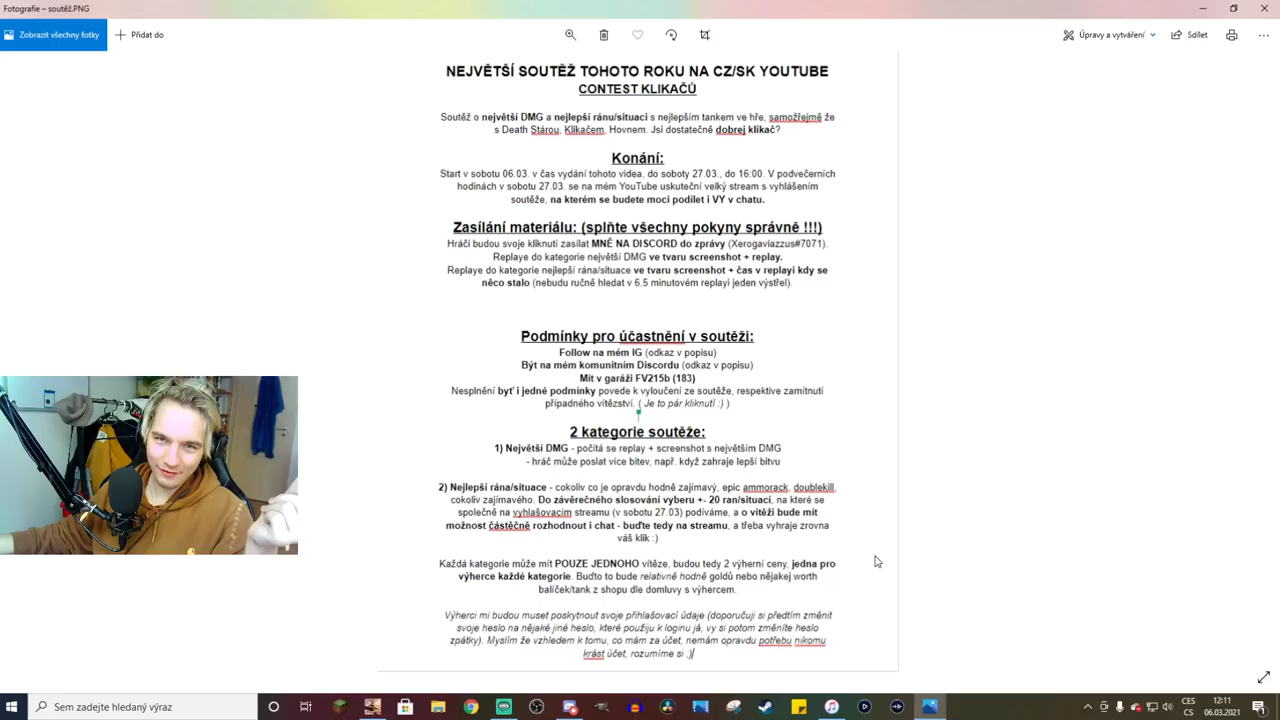 Fotografie – soutěž.PNG
Zobrazit všechny fotky
Přidat do
Úpravy a vytváření
Sdílet
NEJVĚTŠÍ SOUTĚŽ TOHOTO ROKU NA CZ/SK YOUTUBE
CONTEST KLIKAČŮ
Soutěž o největší DMG a nejlepší ránu/situaci s nejlepším tankem ve hře, samožřejmě že
s Death Stárou, Klikačem, Hovnem. Jsi dostatečně dobrej klikač?
Konání:
Start v sobotu 06.03. v čas vydání tohoto videa, do soboty 27.03., do 16:00. V podvečerních
hodinách v sobotu 27.03. se na mém YouTube uskuteční velký stream s vyhlášením
soutěže, na kterém se budete moci podílet i VY v chatu.
Zasílání materiálu: (splňte všechny pokyny správně !!!)
Hráči budou svoje kliknutí zasílat MNĚ NA DISCORD do zprávy (Xerogaviazzus#7071).
Replaye do kategorie největší DMG ve tvaru screenshot + replay.
Replaye do kategorie nejlepší rána/situace ve tvaru screenshot + čas v replayi kdy se
něco stalo (nebudu ručně hledat v 6.5 minutovém replayi jeden výstřel).
Podmínky pro účastnění v soutěži:
Follow na mém IG (odkaz v popisu)
Být na mém komunitním Discordu (odkaz v popisu)
Mít v garáži FV215b (183)
Nesplnění byť i jedné podmínky povede k vyloučení ze soutěže, respektive zamítnutí
případného vítězství. ( Je to pár kliknutí :) )
2 kategorie soutěže:
1) Největší DMG - počítá se replay + screenshot s největším DMG
- hráč může poslat více bitev, např. když zahraje lepší bitvu
2) Nejlepší rána/situace - cokoliv co je opravdu hodně zajímavý, epic ammorack, doublekill,
cokoliv zajímavého. Do závěrečného slosování vyberu +- 20 ran/situací, na které se
společně na vyhlašovacím streamu (v sobotu 27.03) podíváme, a o vítěži bude mít
možnost částěčně rozhodnout i chat - buďte tedy na streamu, a třeba vyhraje zrovna
váš klik :)
Každá kategorie může mít POUZE JEDNOHO vítěze, budou tedy 2 výherní ceny, jedna pro
výherce každé kategorie. Buďto to bude relativně hodně goldů nebo nějakej worth
balíček/tank z shopu dle domluvy s výhercem.
Výherci mi budou muset poskytnout svoje přihlašovací údaje (doporučuji si předtím změnit
svoje heslo na nějaké jiné heslo, které použiju k loginu já, vy si potom změníte heslo
zpátky). Myslím že vzhledem k tomu, co mám za účet, nemám opravdu potřebu nikomu
krást účet, rozumíme si ;)
Sem zadejte hledaný výraz
CES
13:11
06.03.2021